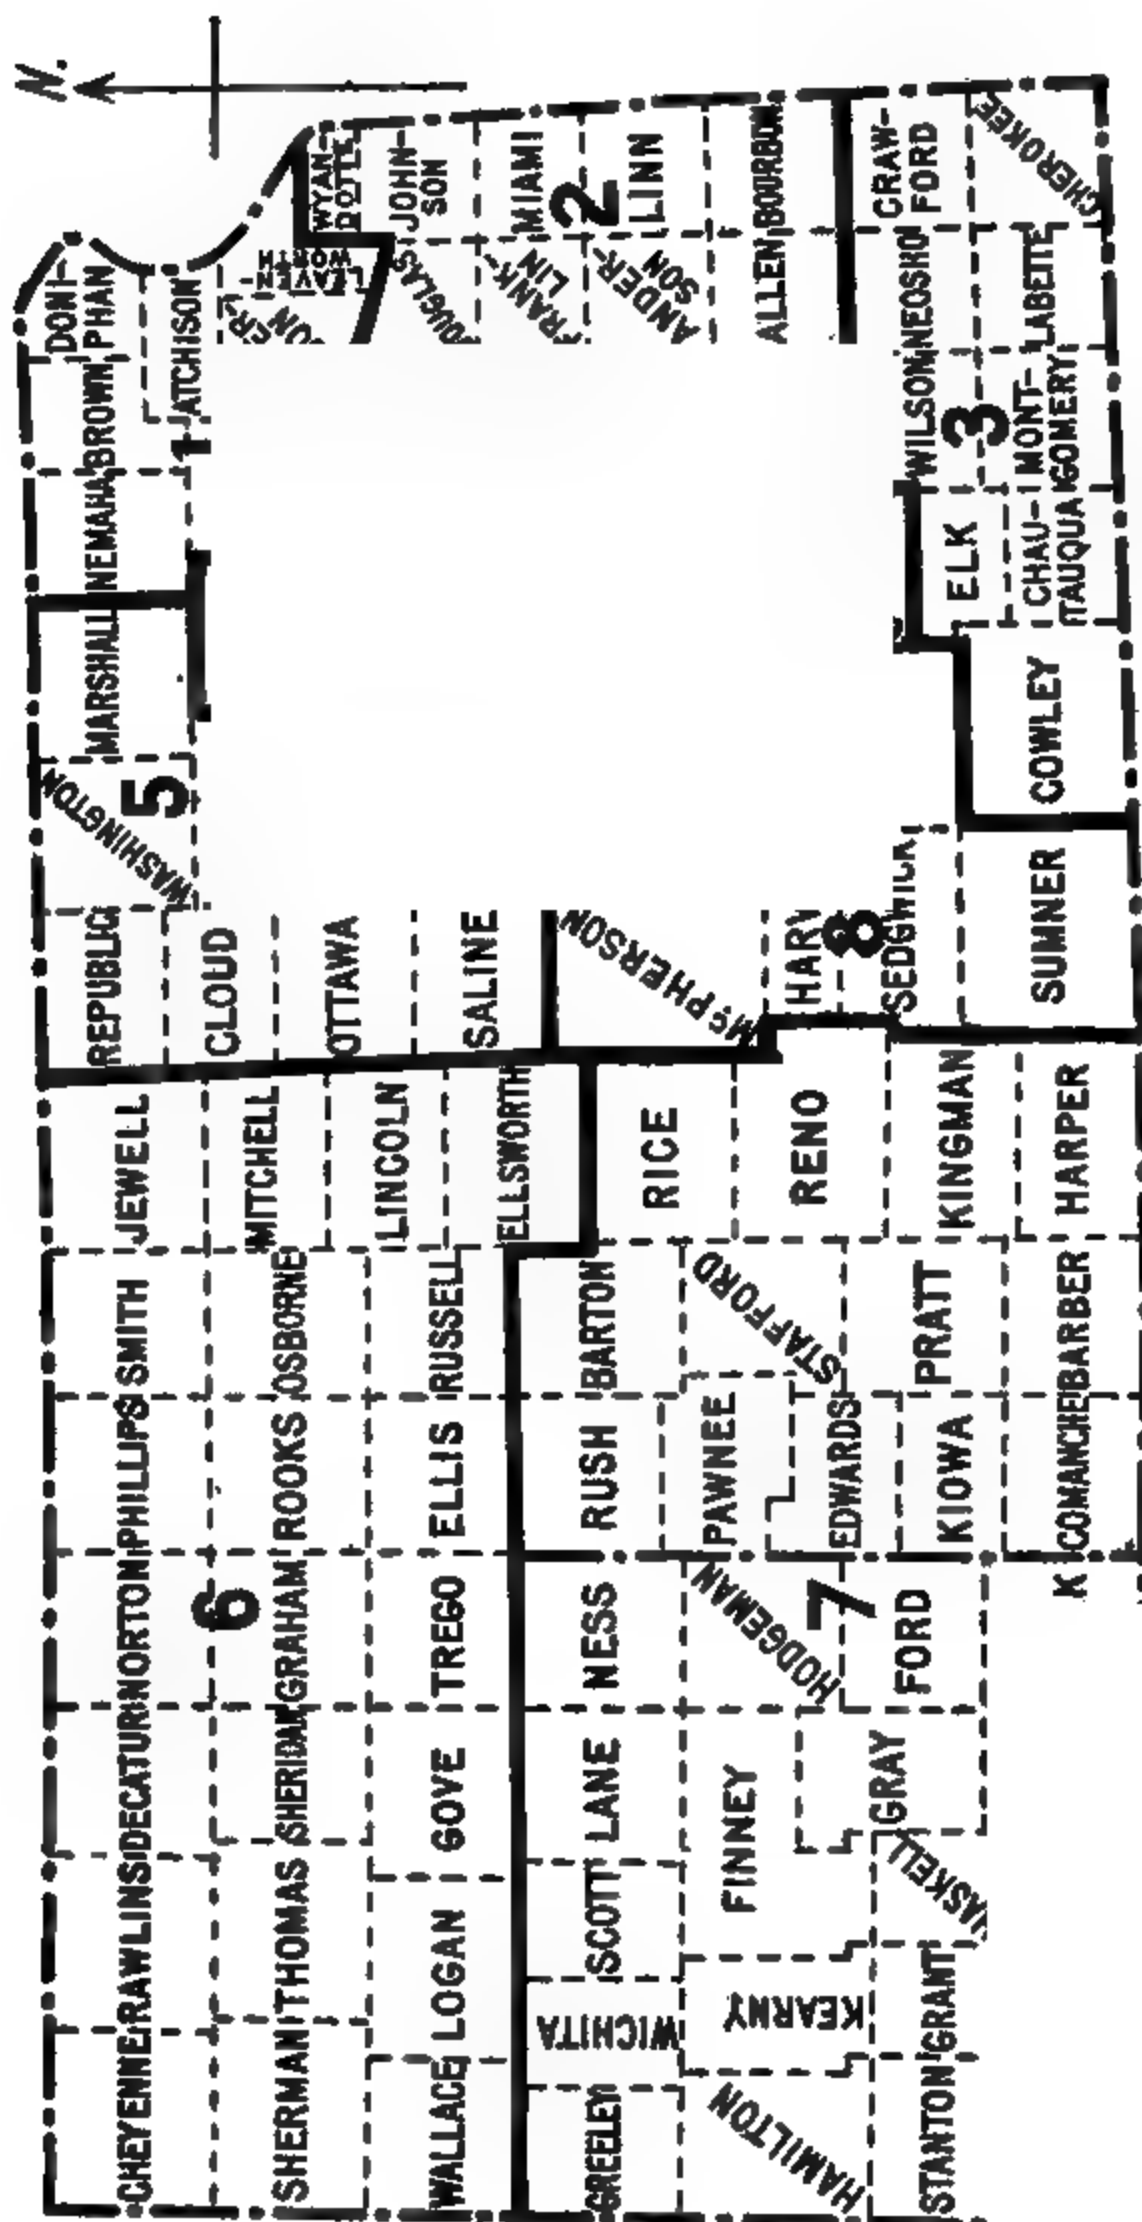 N.
CHEYENNE
RAWLINS
DECATUR
NORTON
PHILLIPS
SMITH
JEWELL
REPUBLIC
WASHINGTON
MARSHALL
NEMAHA
BROWN
DONI-
PHAN
5
1
ATCHISON
SHERMAN
THOMAS
SHERIDAN
GRAHAM
6
ROOKS
OSBORNE
MITCHELL
CLOUD
ER-
ON
LEAVEN-
WORTH
WYAN-
DOTTE
WALLACE
LOGAN
GOVE
TREGO
ELLIS
RUSSELL
LINCOLN
OTTAWA
OUGLAS
JOHN-
SON
ELLSWORTH
SALINE
FRANK-
LIN
MIAMI
2
GREELEY
WICHITA
SCOTT
LANE
NESS
RUSH
BARTON
RICE
MCPHERSON
ANDER-
SON
LINN
HAMILTON
KEARNY
FINNEY
HODGEMAN
PAWNEE
STAFFORD
RENO
HARV
ALLEN
BOURBON
7
8
GRAY
FORD
EDWARDS
SEDGWICK
STANTON
GRANT
HASKELL
KIOWA
PRATT
KINGMAN
ELK
WILSON
NEOSHO
CRAW-
FORD
3
K
COMANCHE
BARBER
HARPER
SUMNER
COWLEY
CHAU-
TAUQUA
MONT-
GOMERY
LABETTE
CHEROKEE